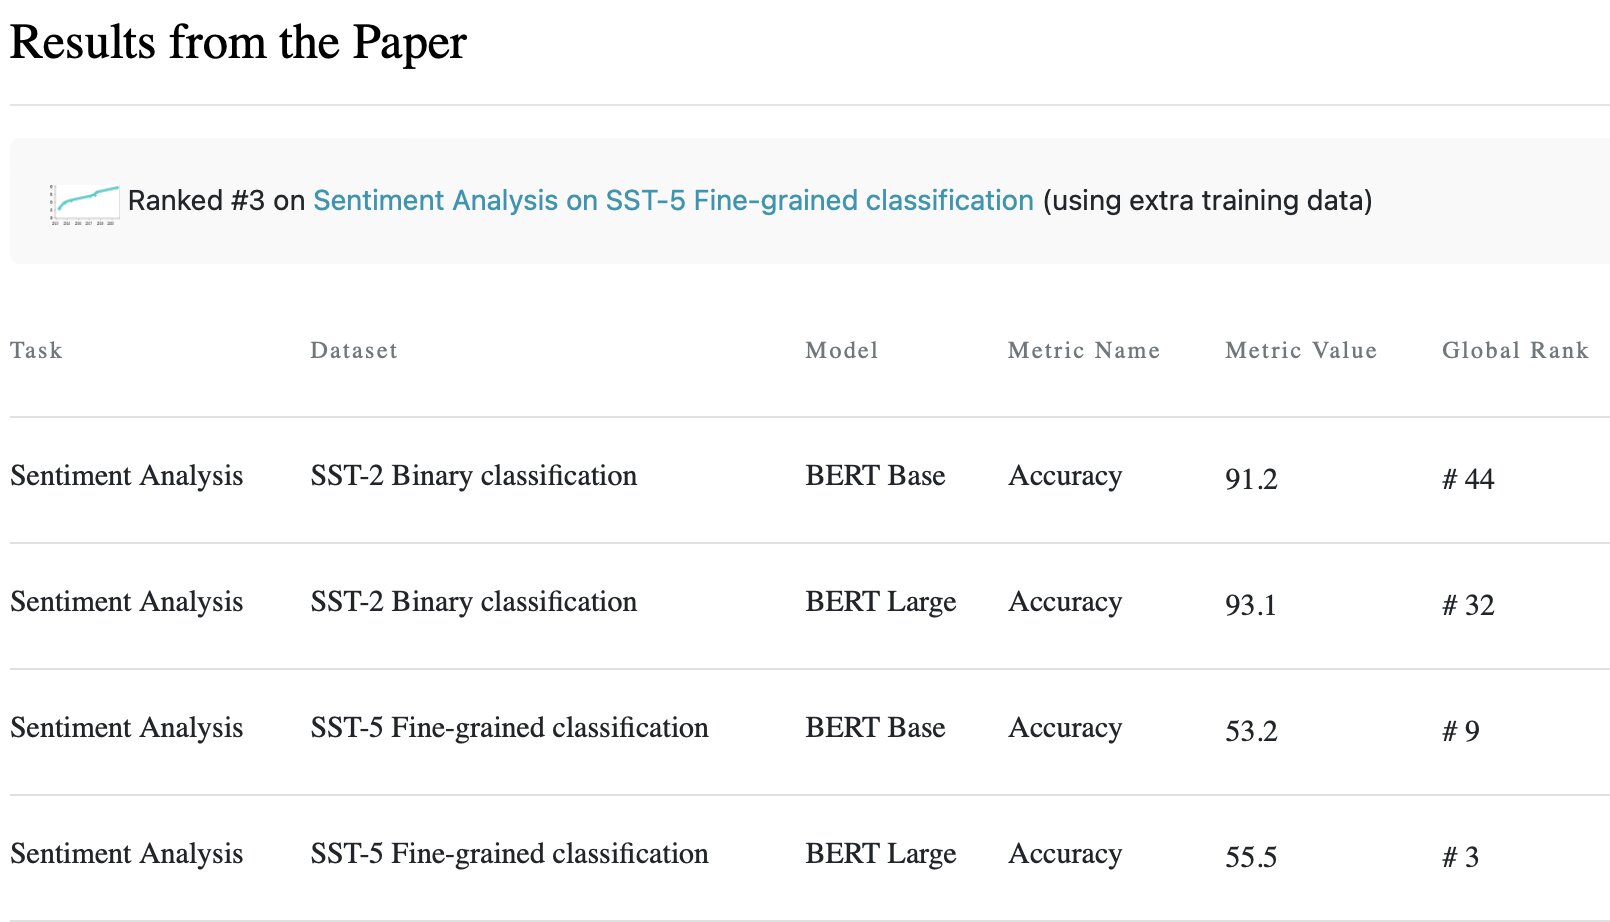 Results from the Paper
Ranked #3 on Sentiment Analysis on SST-5 Fine-grained classification (using extra training data)
Task Dataset Model Metric Name Metric Value Global Rank
Sentiment Analysis SST-2 Binary classification BERT Base Accuracy 91.2 # 44
Sentiment Analysis SST-2 Binary classification BERT Large Accuracy 93.1 # 32
Sentiment Analysis SST-5 Fine-grained classification BERT Base Accuracy 53.2 # 9
Sentiment Analysis SST-5 Fine-grained classification BERT Large Accuracy 55.5 # 3